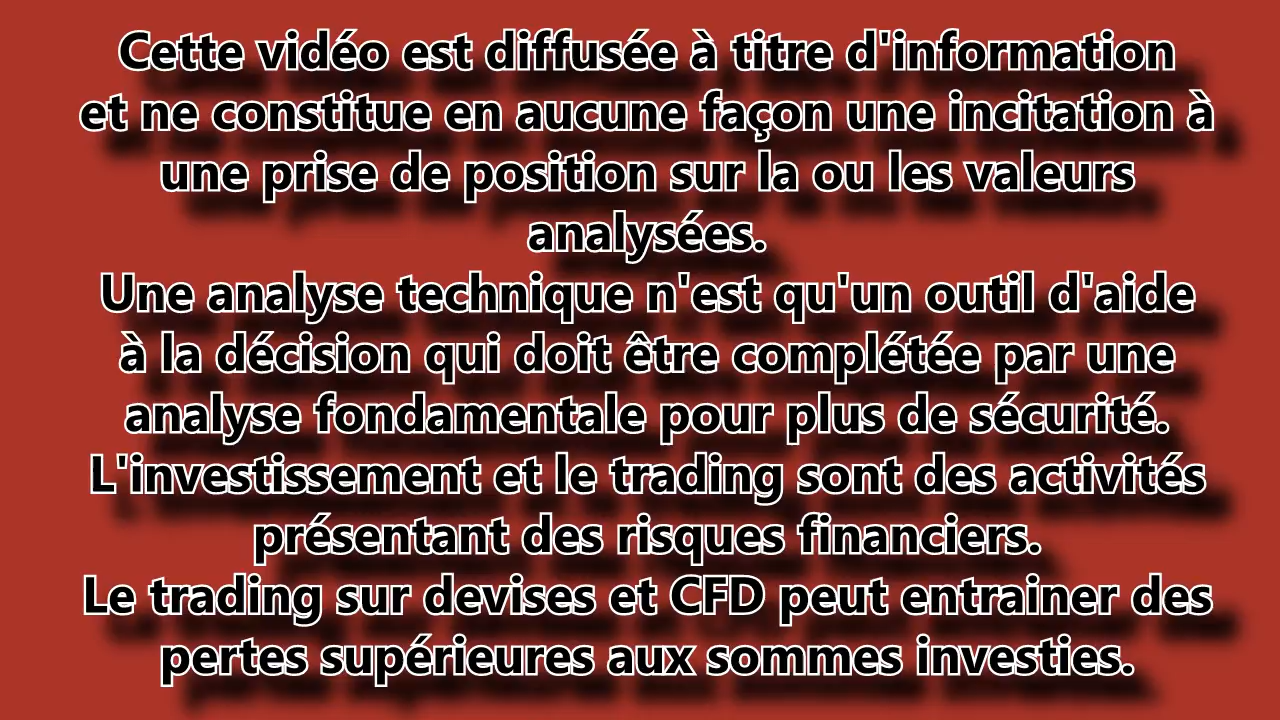 Cette vidéo est diffusée à titre d'information
et ne constitue en aucune façon une incitation à
une prise de position sur la ou les valeurs
analysées.
Une analyse technique n'est qu'un outil d'aide
à la décision qui doit être complétée par une
analyse fondamentale pour plus de sécurité.
L'investissement et le trading sont des activités
présentant des risques financiers.
Le trading sur devises et CFD peut entrainer des
pertes supérieures aux sommes investies.